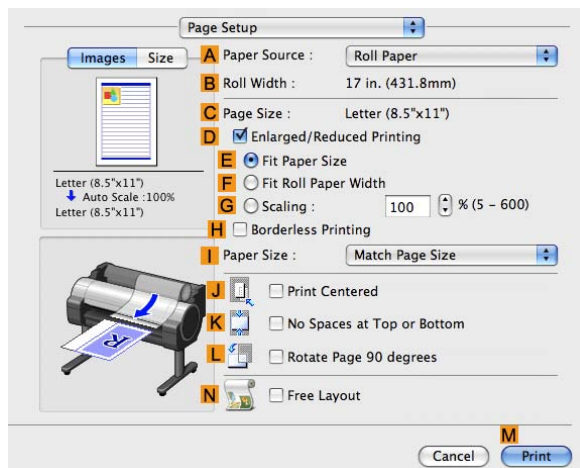 Page Setup
Images Size
A Paper Source : Roll Paper
B Roll Width : 17 in. (431.8mm)
C Page Size : Letter (8.5"x11")
D Enlarged/Reduced Printing
E Fit Paper Size
F Fit Roll Paper Width
G Scaling : 100 % (5 - 600)
H Borderless Printing
Letter (8.5"x11")
Auto Scale :100%
Letter (8.5"x11")
I Paper Size : Match Page Size
J Print Centered
K No Spaces at Top or Bottom
L Rotate Page 90 degrees
N Free Layout
R
M
Cancel Print